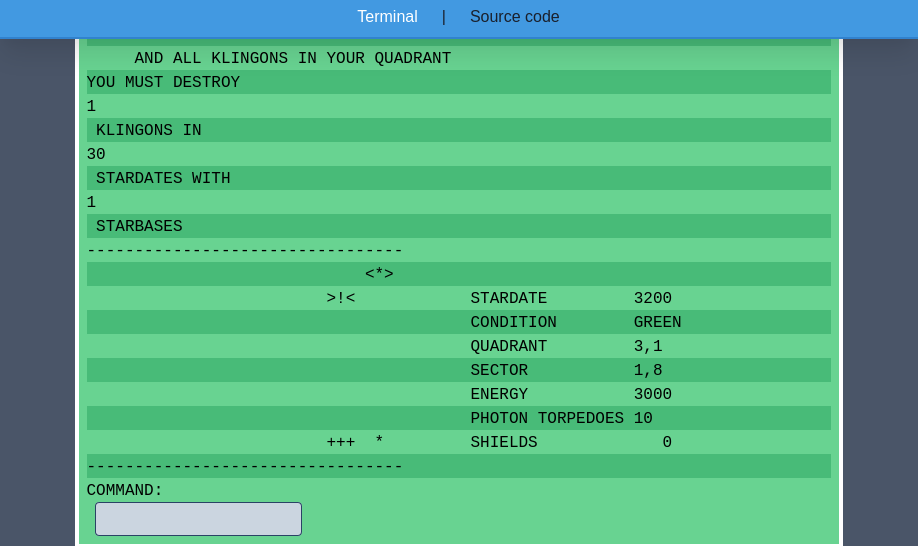 Terminal | Source code
AND ALL KLINGONS IN YOUR QUADRANT
YOU MUST DESTROY
1
KLINGONS IN
30
STARDATES WITH
1
STARBASES
---------------------------------
<*>
>!< STARDATE 3200
CONDITION GREEN
QUADRANT 3,1
SECTOR 1,8
ENERGY 3000
PHOTON TORPEDOES 10
+++ * SHIELDS 0
---------------------------------
COMMAND: